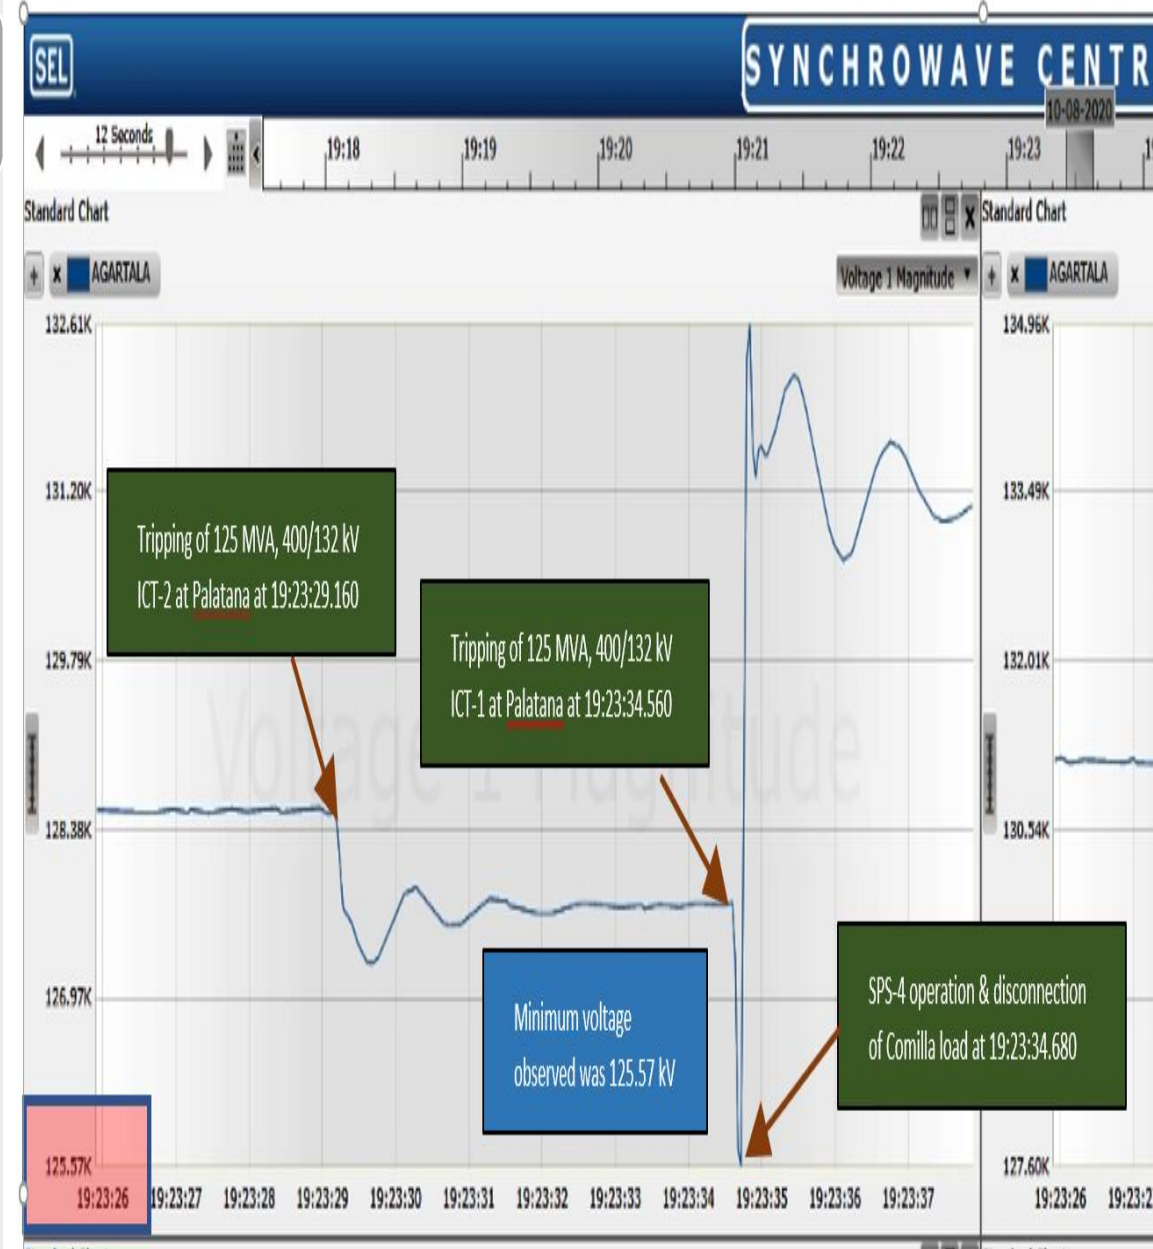 SEL
SYNCHROWAVE CENTR
10-08-2020
12 Seconds
19:18 19:19 19:20 19:21 19:22 19:23
Standard Chart
Standard Chart
+ x AGARTALA
Voltage 1 Magnitude
+ x AGARTALA
132.61K
134.96K
131.20K
133.49K
Tripping of 125 MVA, 400/132 kV
ICT-2 at Palatana at 19:23:29.160
129.79K
132.01K
Tripping of 125 MVA, 400/132 kV
ICT-1 at Palatana at 19:23:34.560
Voltage 1 Magnitude
128.38K
130.54K
126.97K
Minimum voltage
observed was 125.57 kV
SPS-4 operation & disconnection
of Comilla load at 19:23:34.680
125.57K
127.60K
19:23:26 19:23:27 19:23:28 19:23:29 19:23:30 19:23:31 19:23:32 19:23:33 19:23:34 19:23:35 19:23:36 19:23:37
19:23:26 19:23:2